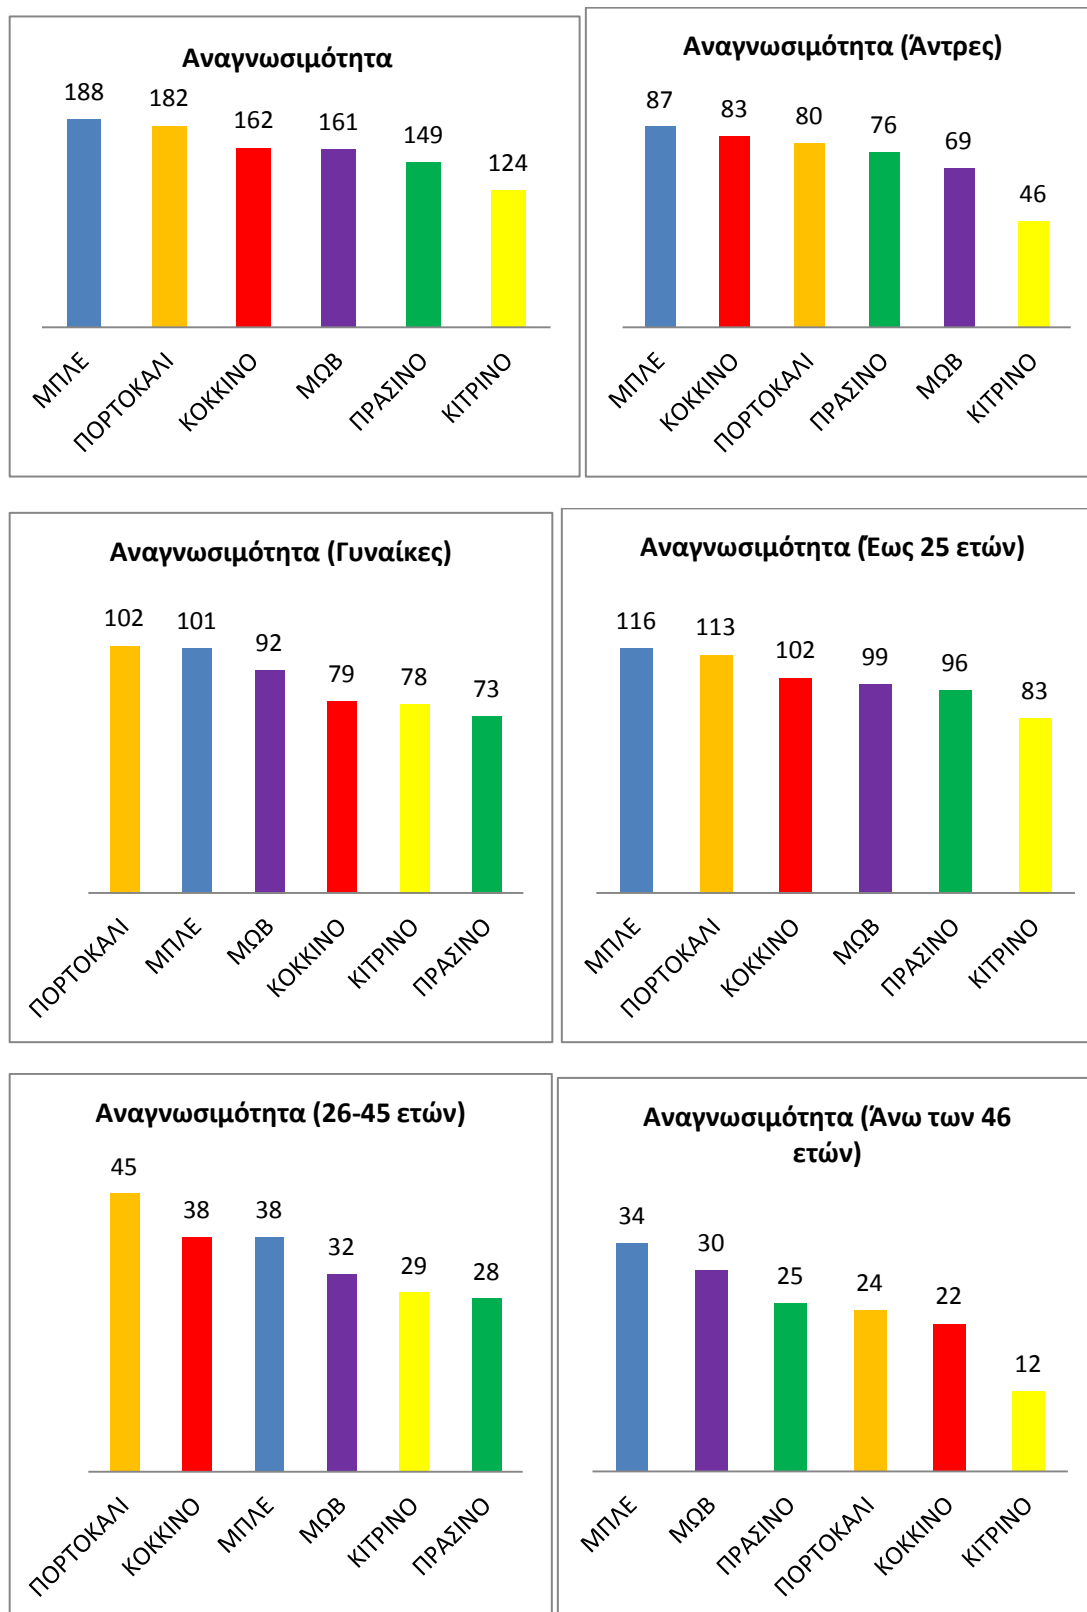 Αναγνωσιμότητα
188
182
162
161
149
124
ΜΠΛΕ
ΠΟΡΤΟΚΑΛΙ
ΚΟΚΚΙΝΟ
ΜΩΒ
ΠΡΑΣΙΝΟ
ΚΙΤΡΙΝΟ
Αναγνωσιμότητα (Άντρες)
87
83
80
76
69
46
ΜΠΛΕ
ΚΟΚΚΙΝΟ
ΠΟΡΤΟΚΑΛΙ
ΠΡΑΣΙΝΟ
ΜΩΒ
ΚΙΤΡΙΝΟ
Αναγνωσιμότητα (Γυναίκες)
102
101
92
79
78
73
ΠΟΡΤΟΚΑΛΙ
ΜΠΛΕ
ΜΩΒ
ΚΟΚΚΙΝΟ
ΚΙΤΡΙΝΟ
ΠΡΑΣΙΝΟ
Αναγνωσιμότητα (Έως 25 ετών)
116
113
102
99
96
83
ΜΠΛΕ
ΠΟΡΤΟΚΑΛΙ
ΚΟΚΚΙΝΟ
ΜΩΒ
ΠΡΑΣΙΝΟ
ΚΙΤΡΙΝΟ
Αναγνωσιμότητα (26-45 ετών)
45
38
38
32
29
28
ΠΟΡΤΟΚΑΛΙ
ΚΟΚΚΙΝΟ
ΜΠΛΕ
ΜΩΒ
ΚΙΤΡΙΝΟ
ΠΡΑΣΙΝΟ
Αναγνωσιμότητα (Άνω των 46
ετών)
34
30
25
24
22
12
ΜΠΛΕ
ΜΩΒ
ΠΡΑΣΙΝΟ
ΠΟΡΤΟΚΑΛΙ
ΚΟΚΚΙΝΟ
ΚΙΤΡΙΝΟ